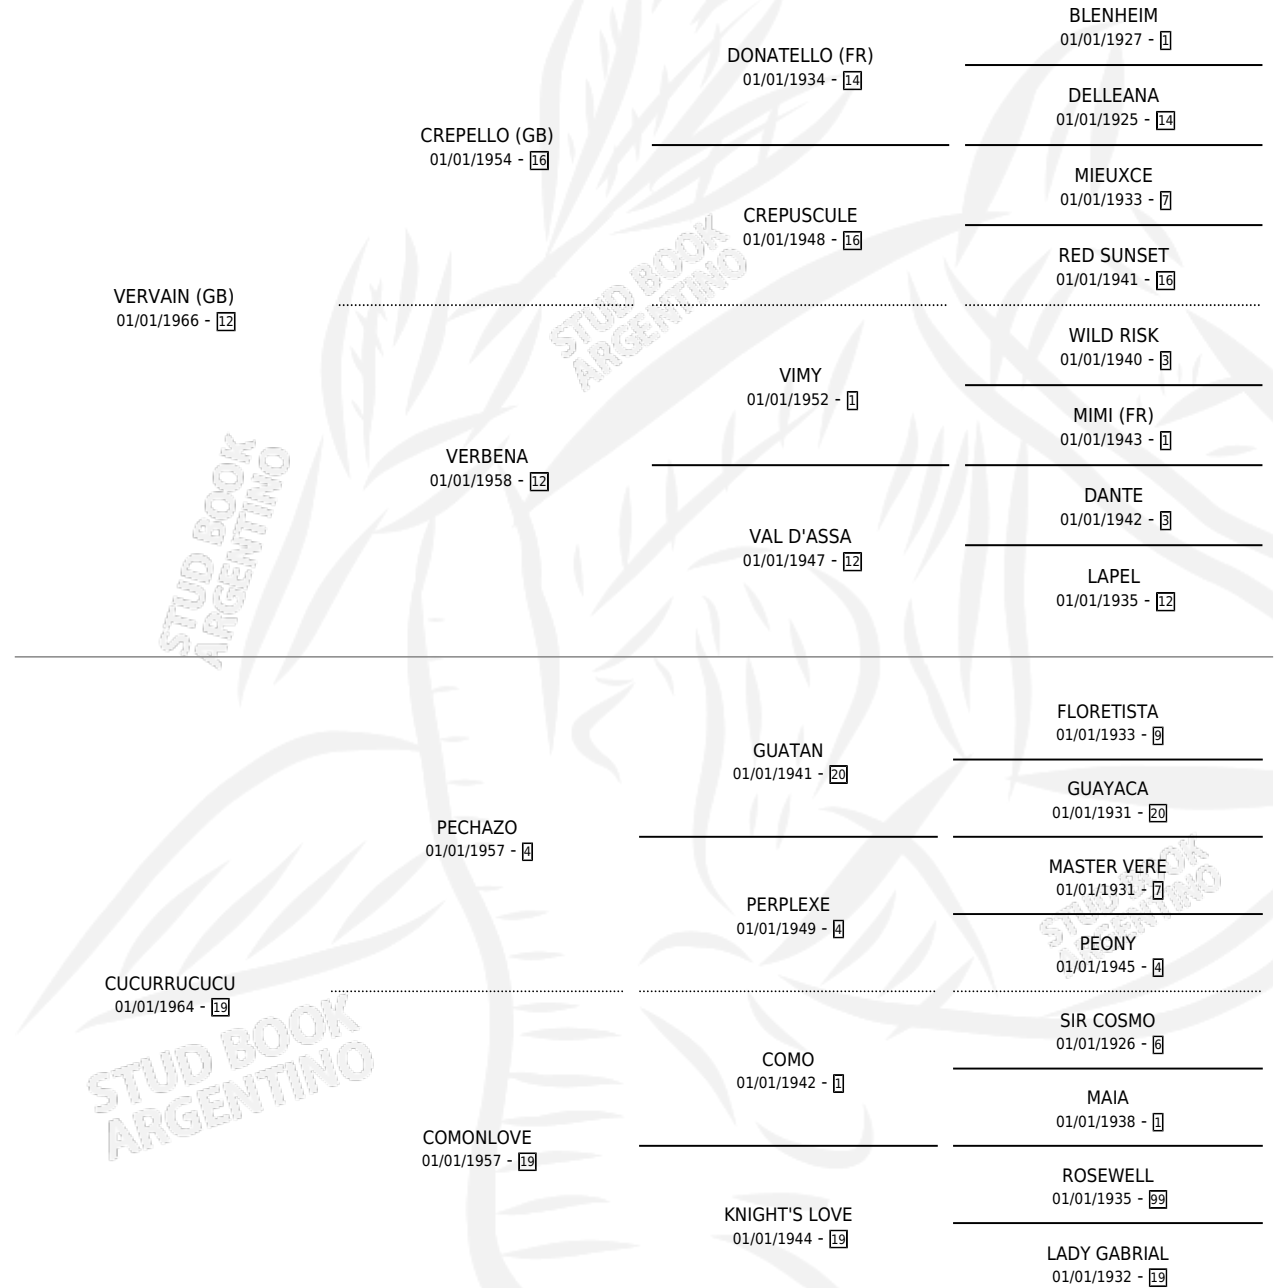 BLENHEIM
01/01/1927 - 1
DONATELLO (FR)
01/01/1934 - 14
DELLEANA
01/01/1925 - 14
CREPELLO (GB)
01/01/1954 - 16
MIEUXCE
01/01/1933 - 7
CREPUSCULE
01/01/1948 - 16
RED SUNSET
01/01/1941 - 16
VERVAIN (GB)
01/01/1966 - 12
STUD BOOK
ARGENTINO
WILD RISK
01/01/1940 - 3
VIMY
01/01/1952 - 1
MIMI (FR)
01/01/1943 - 1
VERBENA
01/01/1958 - 12
DANTE
01/01/1942 - 3
VAL D'ASSA
01/01/1947 - 12
LAPEL
01/01/1935 - 12
STUD BOOK
ARGENTINO
FLORETISTA
01/01/1933 - 9
GUATAN
01/01/1941 - 20
GUAYACA
01/01/1931 - 20
PECHAZO
01/01/1957 - 4
MASTER VERE
01/01/1931 - 7
PERPLEXE
01/01/1949 - 4
PEONY
01/01/1945 - 4
STUD BOOK
ARGENTINO
CUCURRUCUCU
01/01/1964 - 19
STUD BOOK
ARGENTINO
SIR COSMO
01/01/1926 - 6
COMO
01/01/1942 - 1
MAIA
01/01/1938 - 1
COMONLOVE
01/01/1957 - 19
ROSEWELL
01/01/1935 - 99
KNIGHT'S LOVE
01/01/1944 - 19
LADY GABRIAL
01/01/1932 - 19